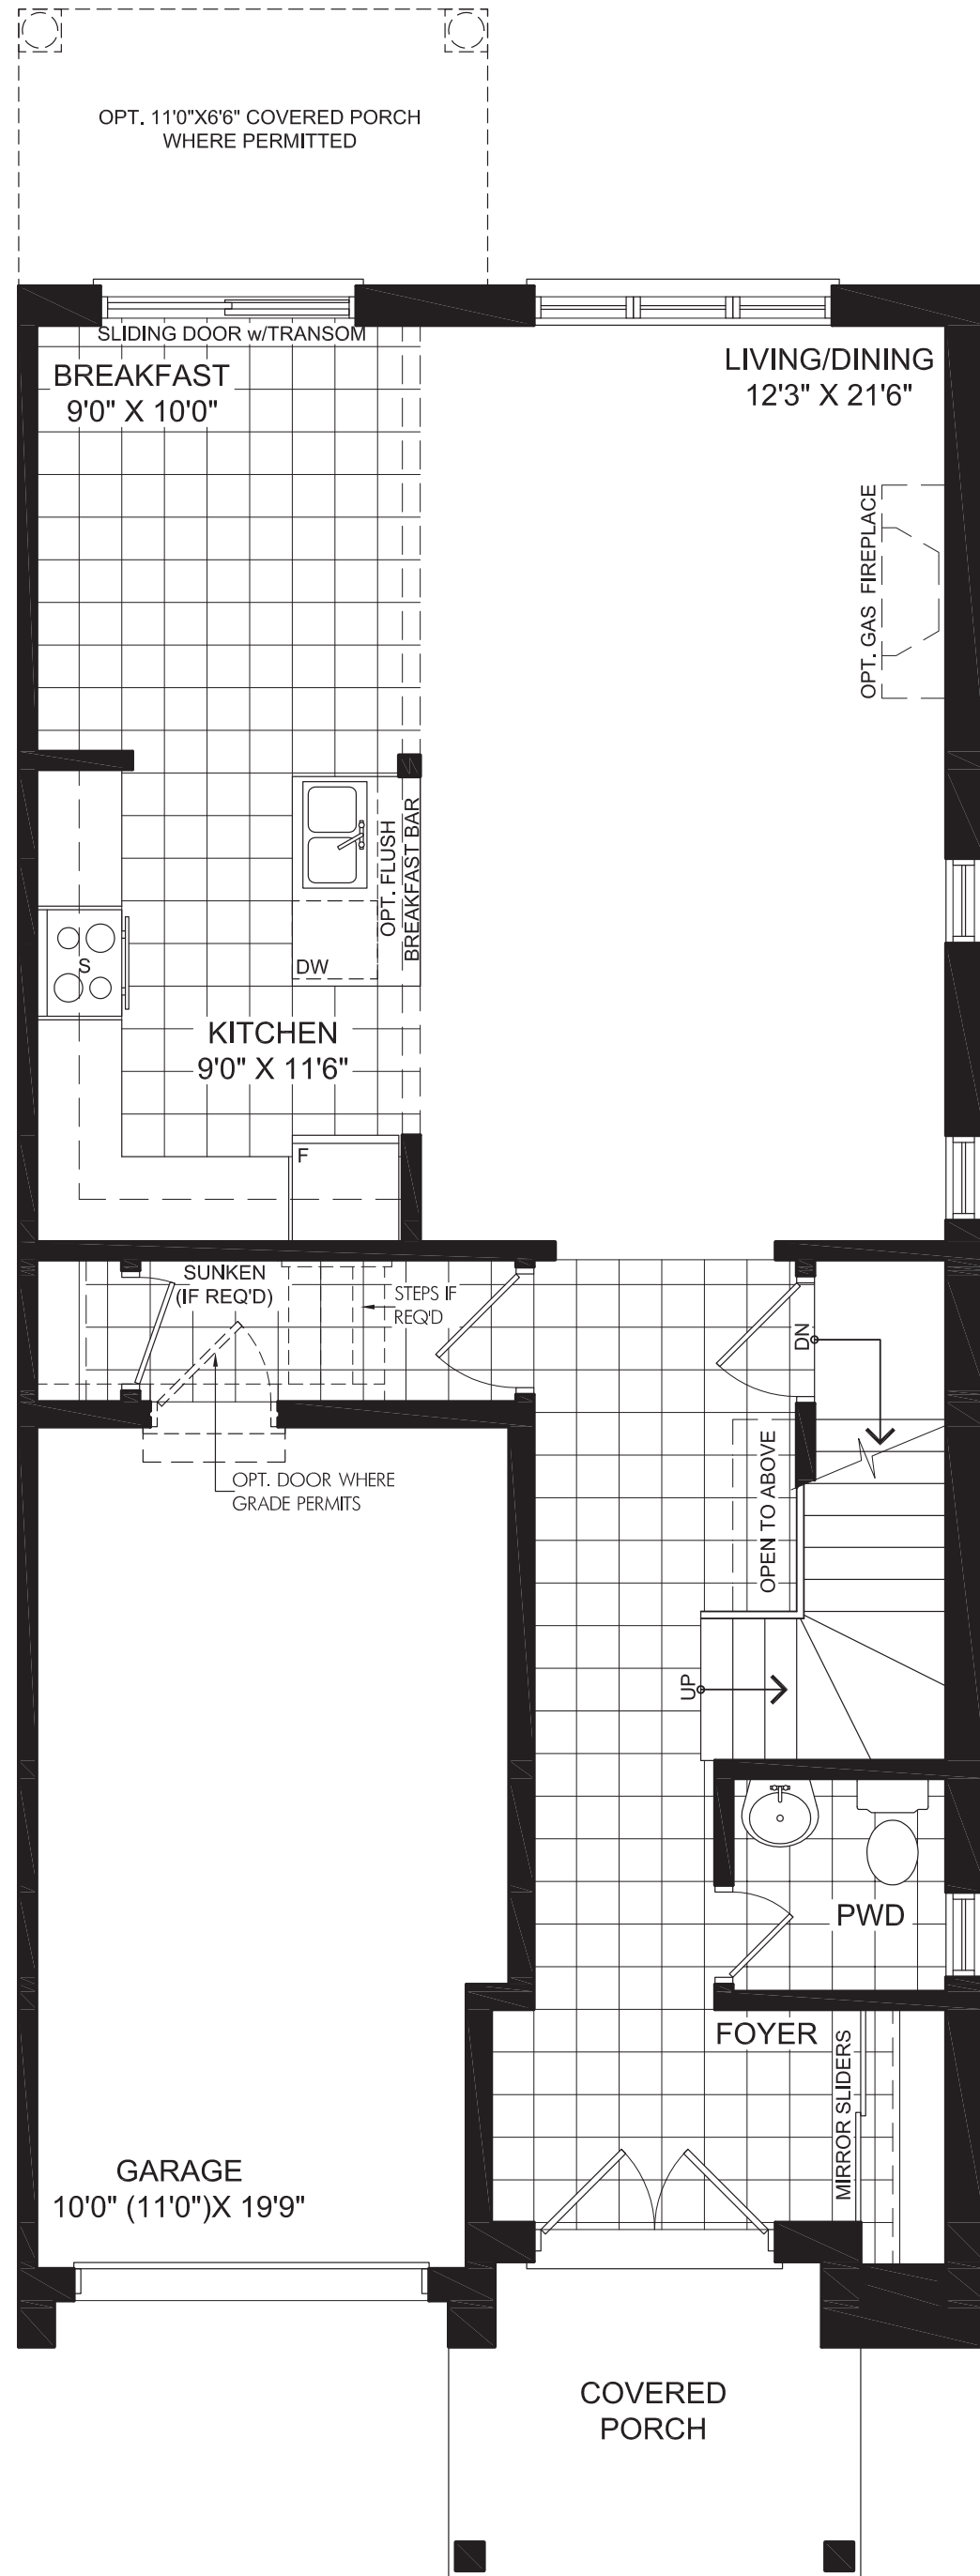 OPT. 11'0"X6'6" COVERED PORCH
WHERE PERMITTED
SLIDING DOOR w/TRANSOM
BREAKFAST
9'0" X 10'0"
LIVING/DINING
12'3" X 21'6"
OPT. GAS FIREPLACE
OPT. FLUSH
BREAKFAST BAR
DW
S
KITCHEN
9'0" X 11'6"
F
SUNKEN
(IF REQ'D)
STEPS IF
REQ'D
DN
OPT. DOOR WHERE
GRADE PERMITS
OPEN TO ABOVE
UP
PWD
FOYER
MIRROR SLIDERS
GARAGE
10'0" (11'0")X 19'9"
COVERED
PORCH